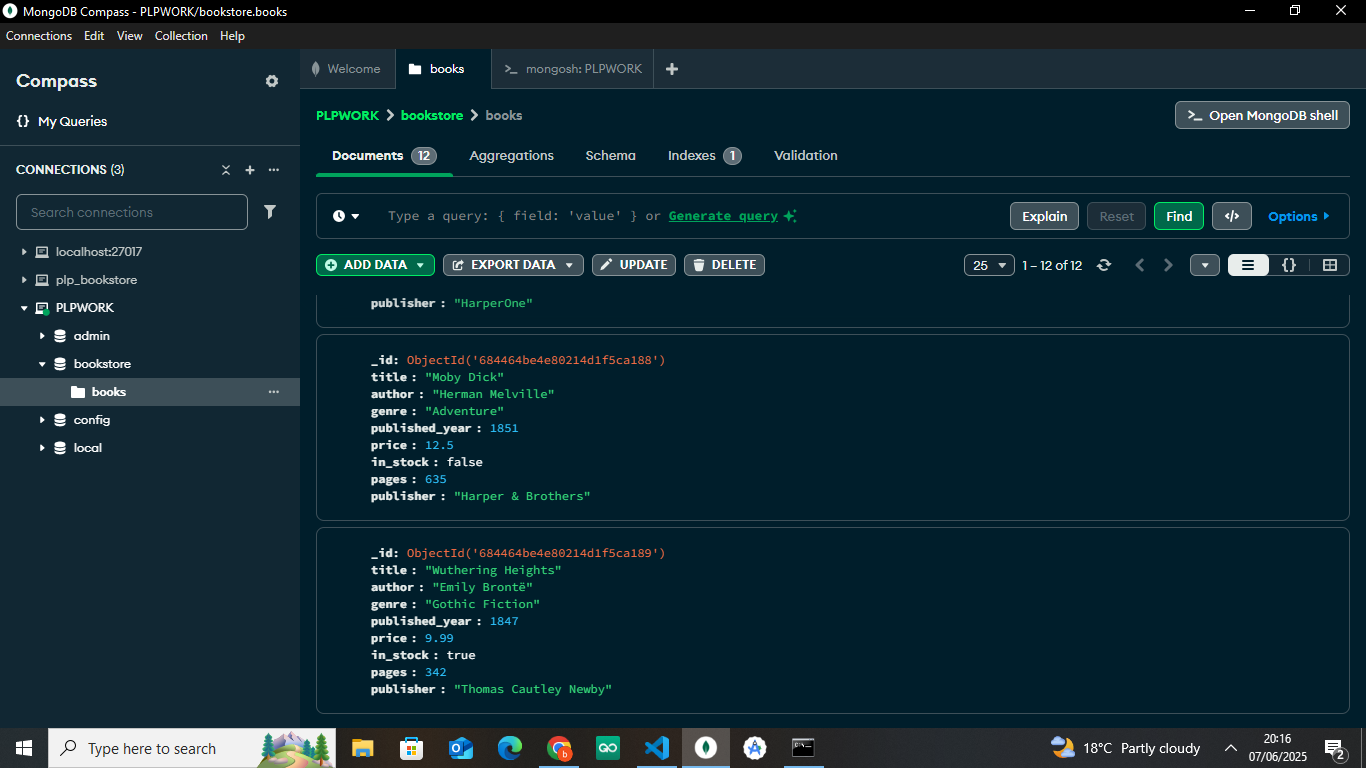 MongoDB Compass - PLPWORK/bookstore.books
Connections Edit View Collection Help
Compass
{} My Queries
CONNECTIONS (3)
Search connections
localhost:27017
plp_bookstore
PLPWORK
admin
bookstore
books
config
local
Welcome
books
>_ mongosh: PLPWORK
PLPWORK > bookstore > books
>_ Open MongoDB shell
Documents 12 Aggregations Schema Indexes 1 Validation
Type a query: { field: 'value' } or Generate query
Explain Reset Find </> Options
ADD DATA EXPORT DATA UPDATE DELETE
25 1 – 12 of 12 {}
publisher : "HarperOne"
_id: ObjectId('684464be4e80214d1f5ca188')
title : "Moby Dick"
author : "Herman Melville"
genre : "Adventure"
published_year : 1851
price : 12.5
in_stock : false
pages : 635
publisher : "Harper & Brothers"
_id: ObjectId('684464be4e80214d1f5ca189')
title : "Wuthering Heights"
author : "Emily Brontë"
genre : "Gothic Fiction"
published_year : 1847
price : 9.99
in_stock : true
pages : 342
publisher : "Thomas Cautley Newby"
Type here to search
18°C Partly cloudy
20:16
07/06/2025
2